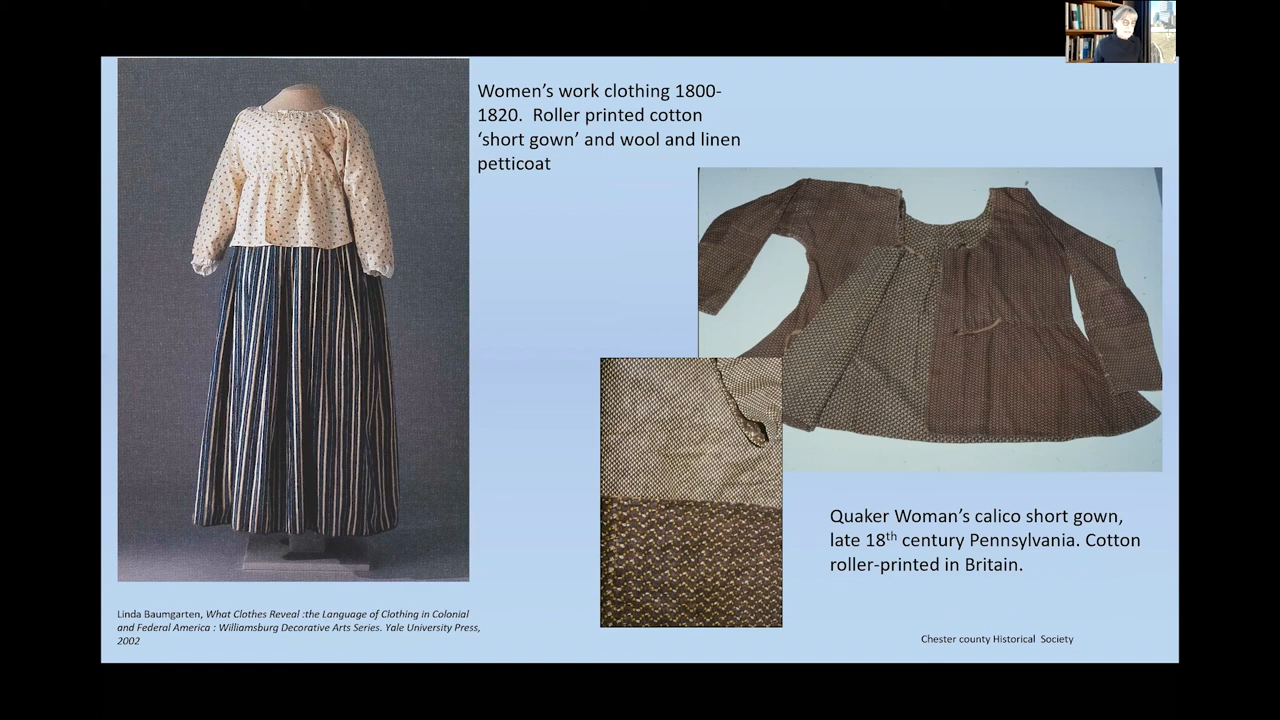 Women’s work clothing 1800-
1820.  Roller printed cotton
‘short gown’ and wool and linen
petticoat
Quaker Woman’s calico short gown,
late 18th century Pennsylvania. Cotton
roller-printed in Britain.
Linda Baumgarten, What Clothes Reveal :the Language of Clothing in Colonial
and Federal America : Williamsburg Decorative Arts Series. Yale University Press,
2002
Chester county Historical  Society